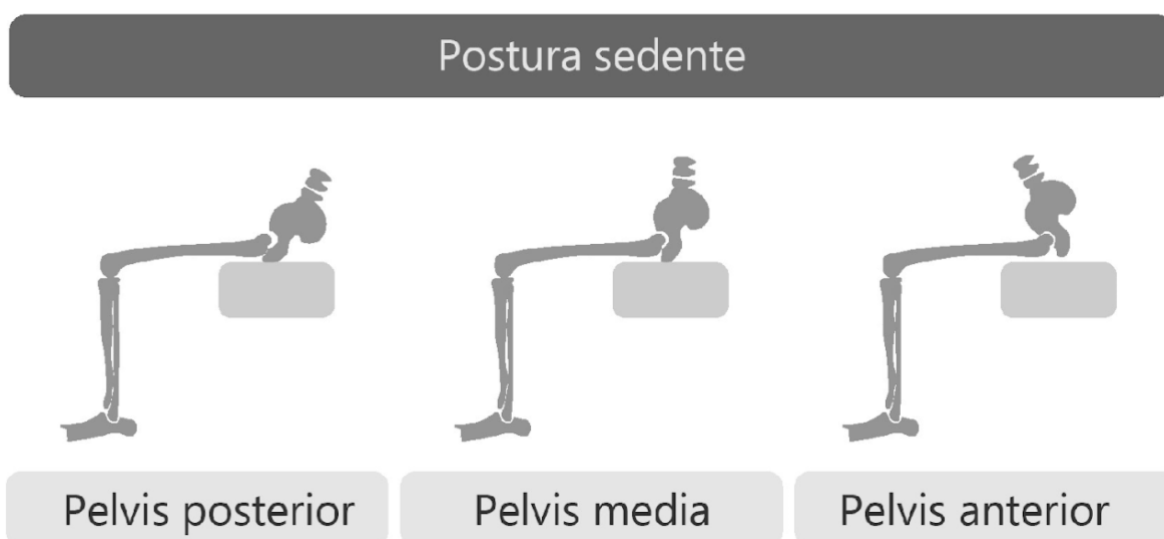 Postura sedente
Pelvis posterior
Pelvis media
Pelvis anterior